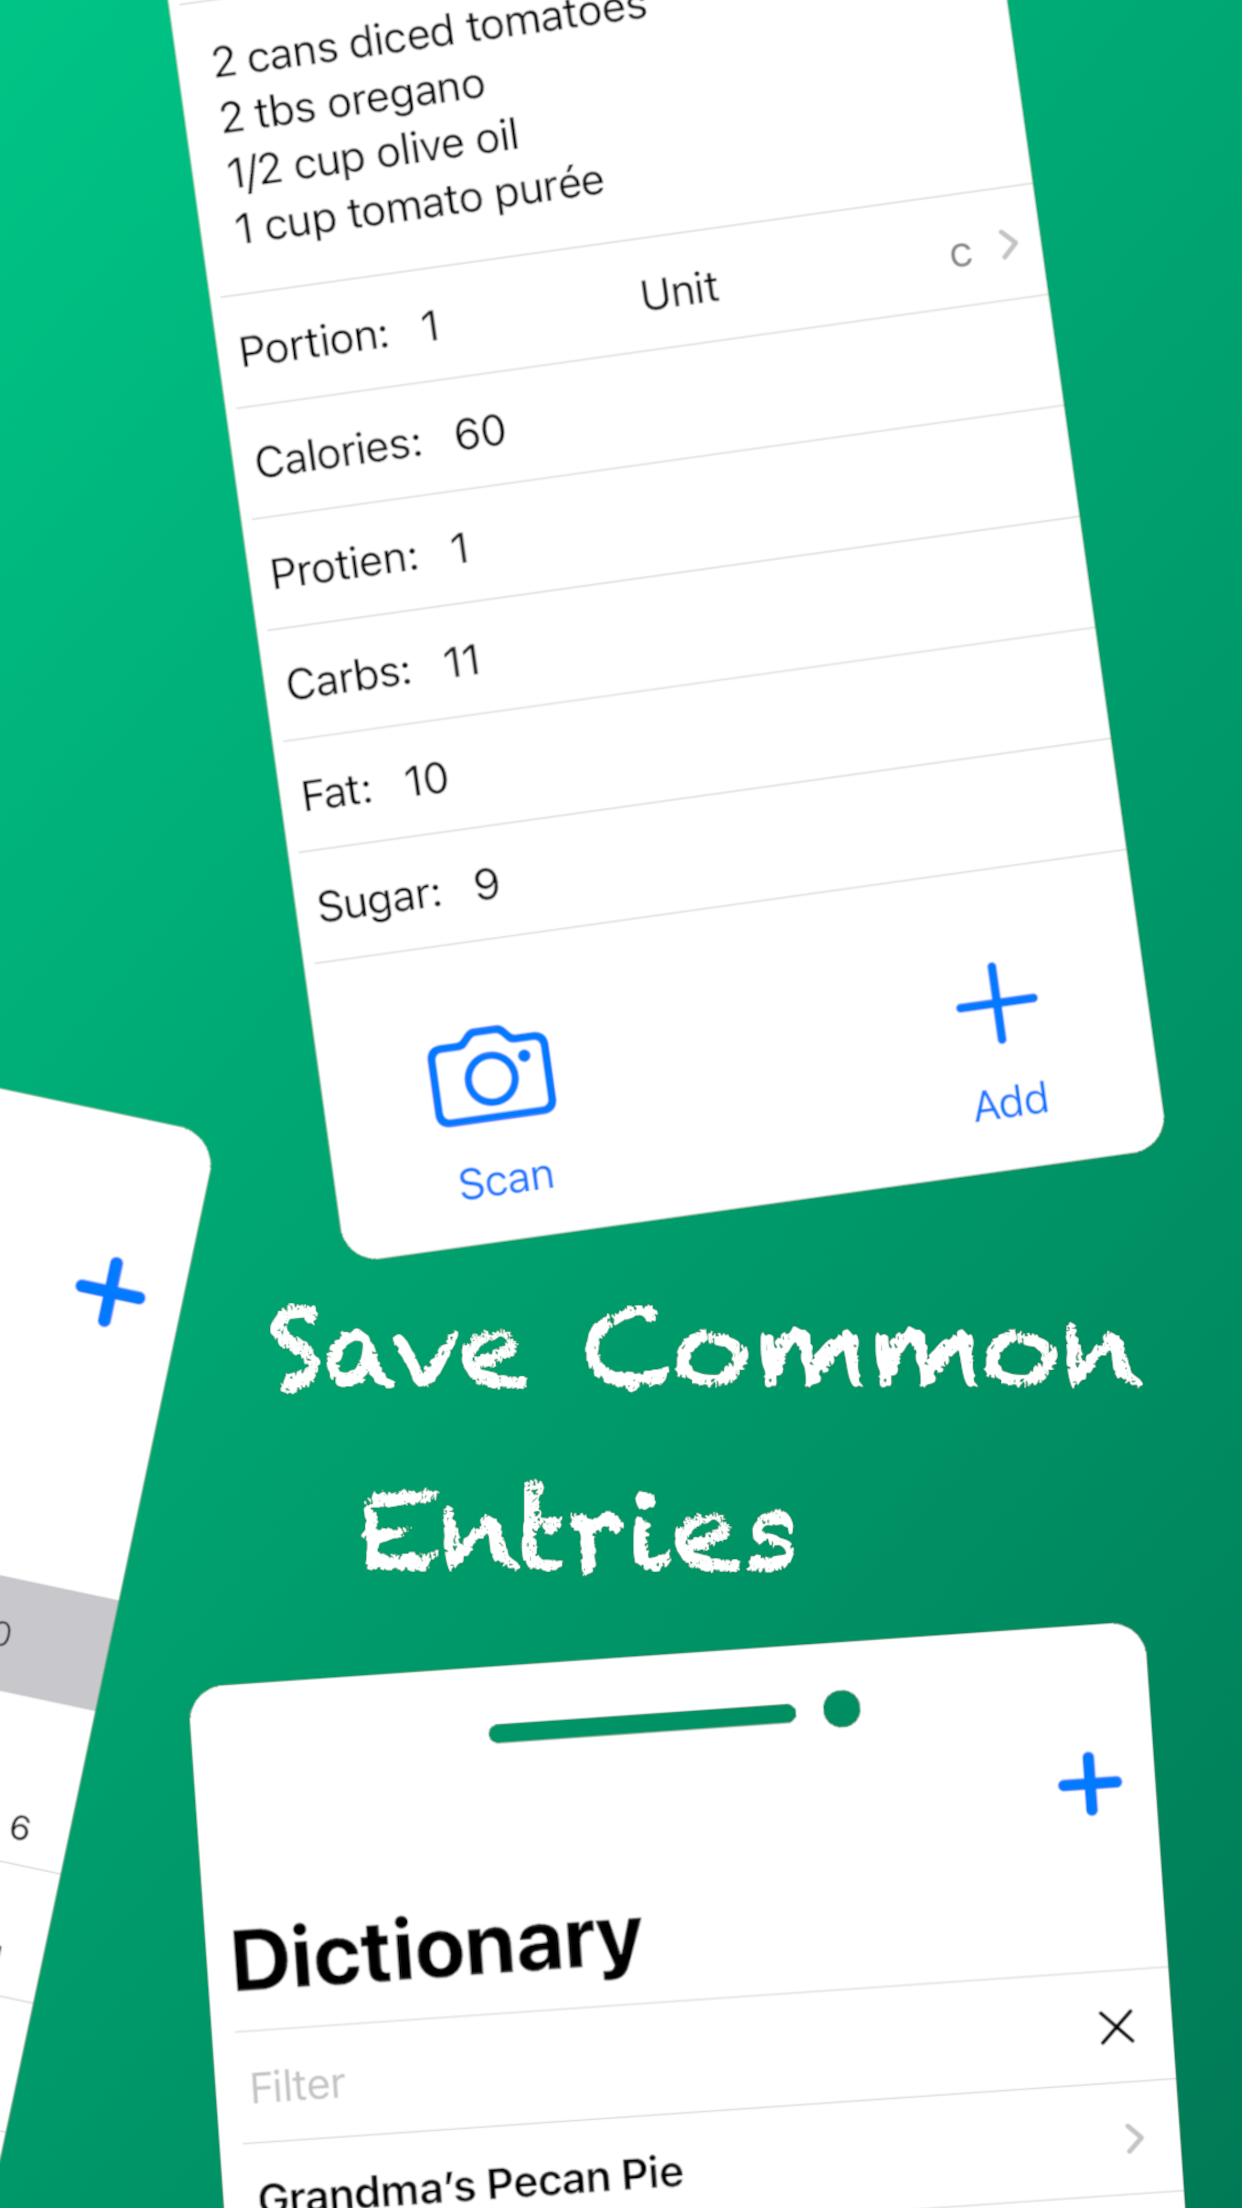 2 cans diced tomatoes
2 tbs oregano
1/2 cup olive oil
1 cup tomato purée
Portion: 1 Unit c
Calories: 60
Protien: 1
Carbs: 11
Fat: 10
Sugar: 9
Scan
Add
Save Common
Entries
6
Dictionary
Filter
Grandma's Pecan Pie